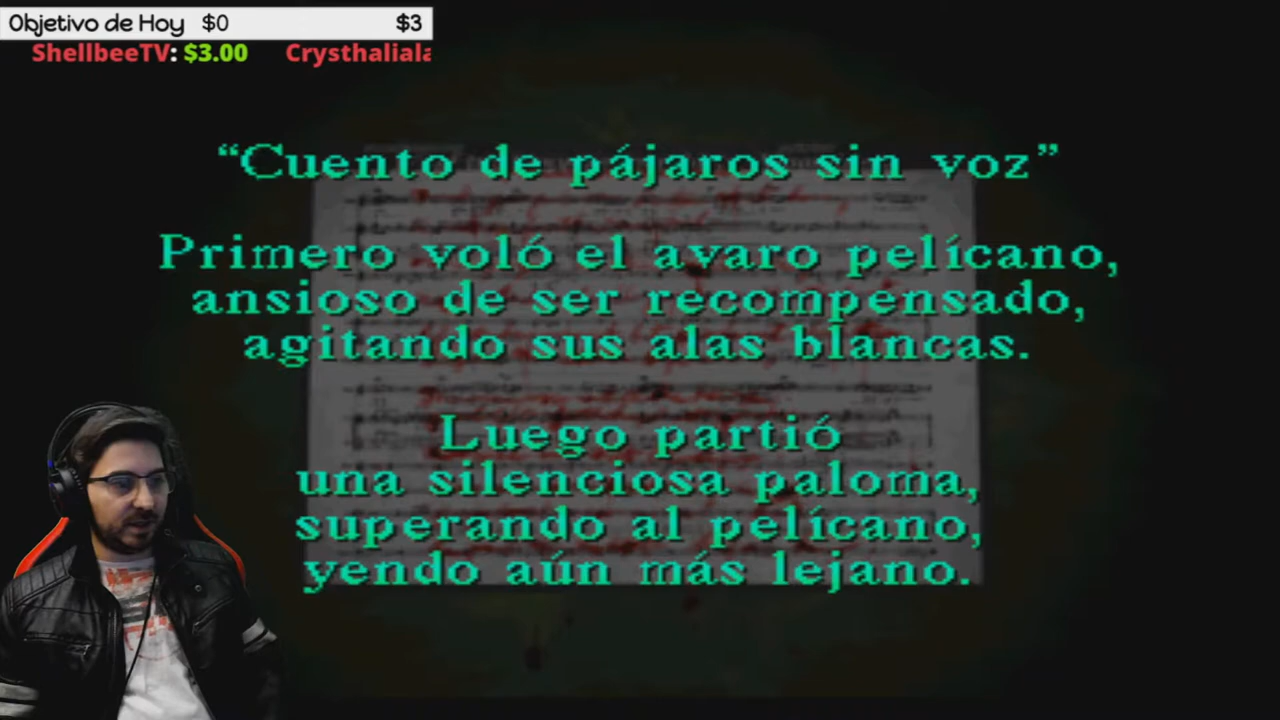 Objetivo de Hoy $0 $3
ShellbeeTV: $3.00 Crysthaliala
“Cuento de pájaros sin voz”
Primero voló el avaro pelícano,
ansioso de ser recompensado,
agitando sus alas blancas.
Luego partió
una silenciosa paloma,
superando al pelícano,
yendo aún más lejano.